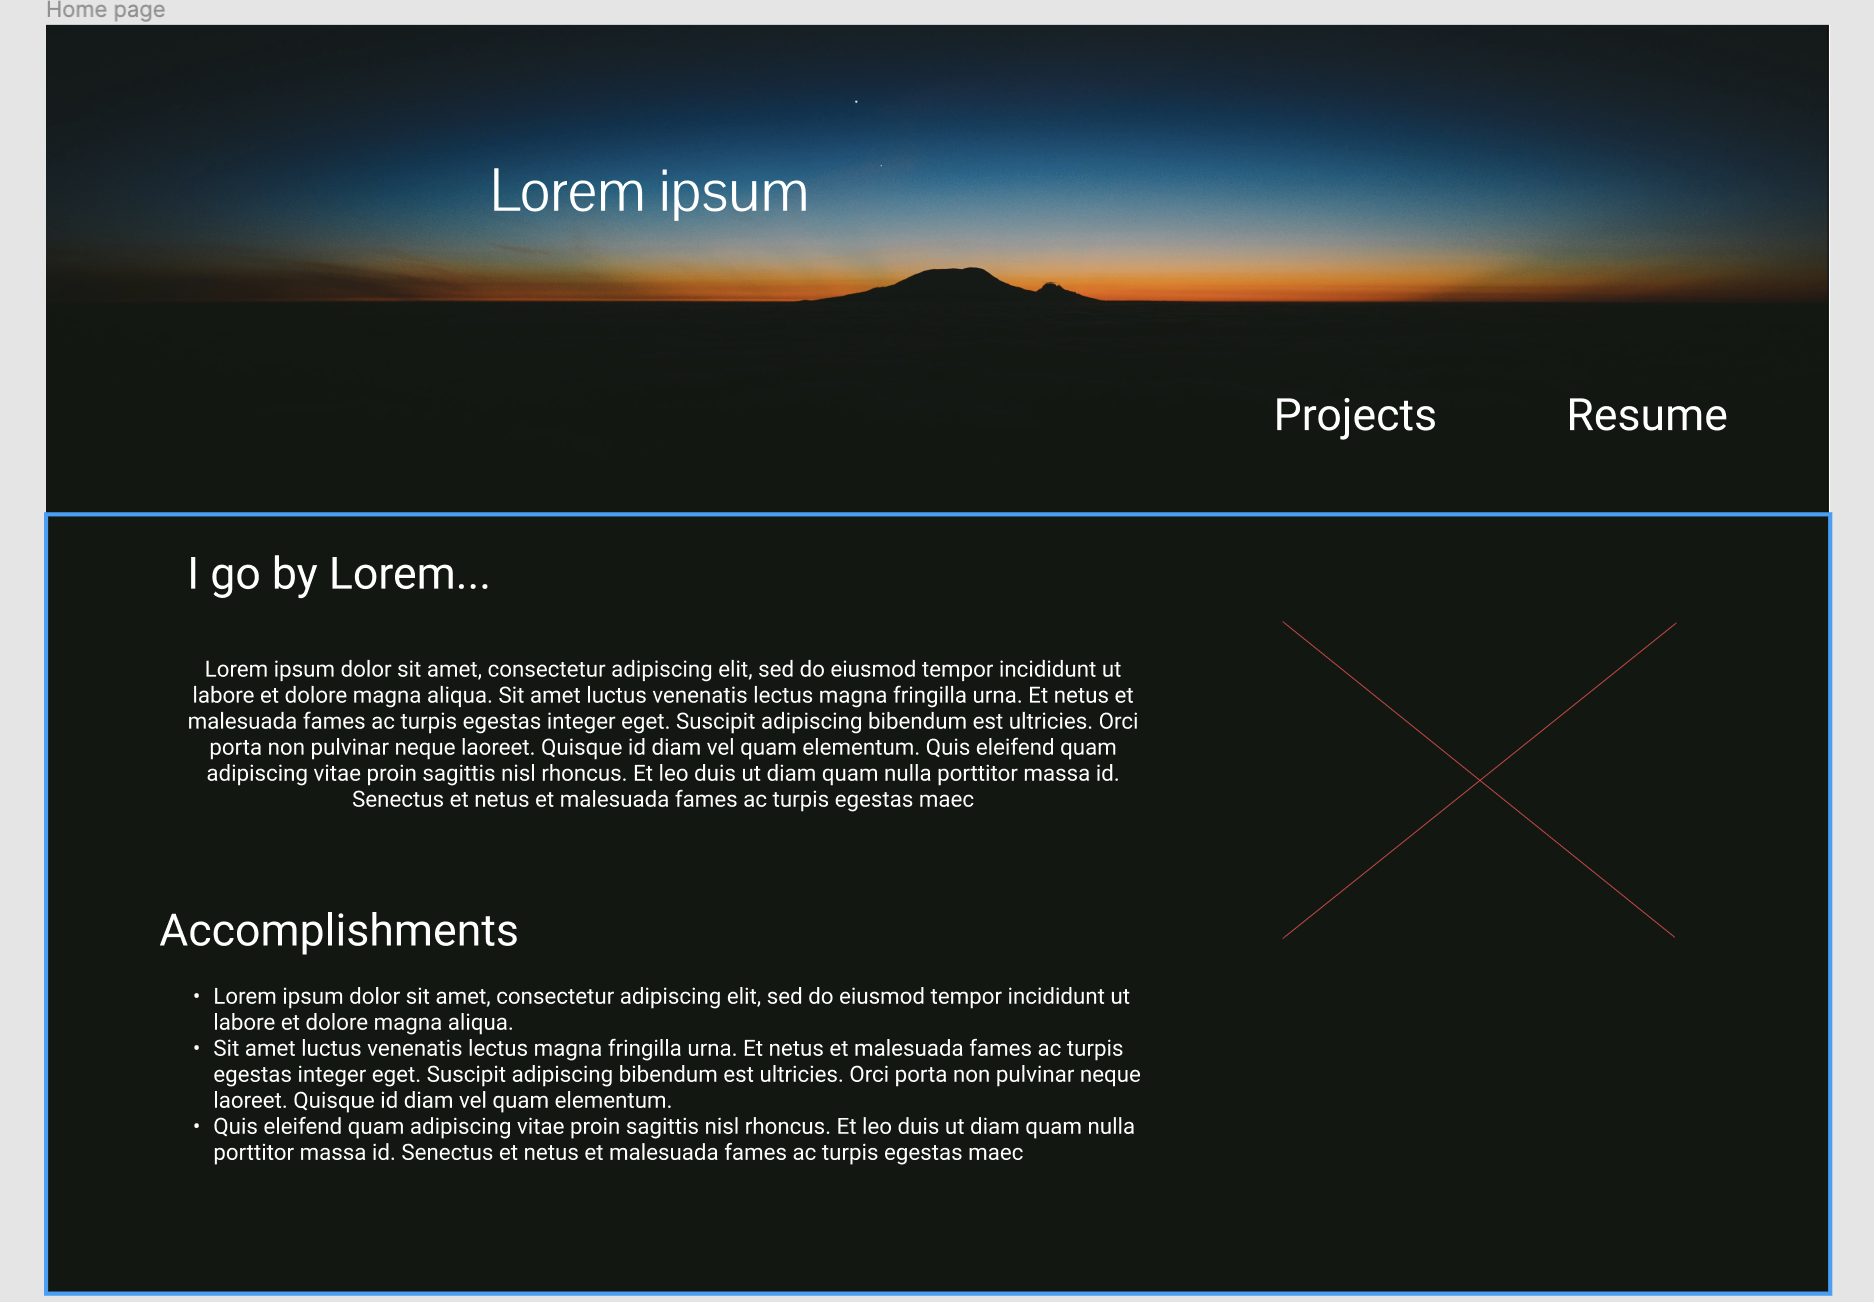 Home page
Lorem ipsum
Projects
Resume
I go by Lorem...
Lorem ipsum dolor sit amet, consectetur adipiscing elit, sed do eiusmod tempor incididunt ut
labore et dolore magna aliqua. Sit amet luctus venenatis lectus magna fringilla urna. Et netus et
malesuada fames ac turpis egestas integer eget. Suscipit adipiscing bibendum est ultricies. Orci
porta non pulvinar neque laoreet. Quisque id diam vel quam elementum. Quis eleifend quam
adipiscing vitae proin sagittis nisl rhoncus. Et leo duis ut diam quam nulla porttitor massa id.
Senectus et netus et malesuada fames ac turpis egestas maec
Accomplishments
• Lorem ipsum dolor sit amet, consectetur adipiscing elit, sed do eiusmod tempor incididunt ut
labore et dolore magna aliqua.
• Sit amet luctus venenatis lectus magna fringilla urna. Et netus et malesuada fames ac turpis
egestas integer eget. Suscipit adipiscing bibendum est ultricies. Orci porta non pulvinar neque
laoreet. Quisque id diam vel quam elementum.
• Quis eleifend quam adipiscing vitae proin sagittis nisl rhoncus. Et leo duis ut diam quam nulla
porttitor massa id. Senectus et netus et malesuada fames ac turpis egestas maec